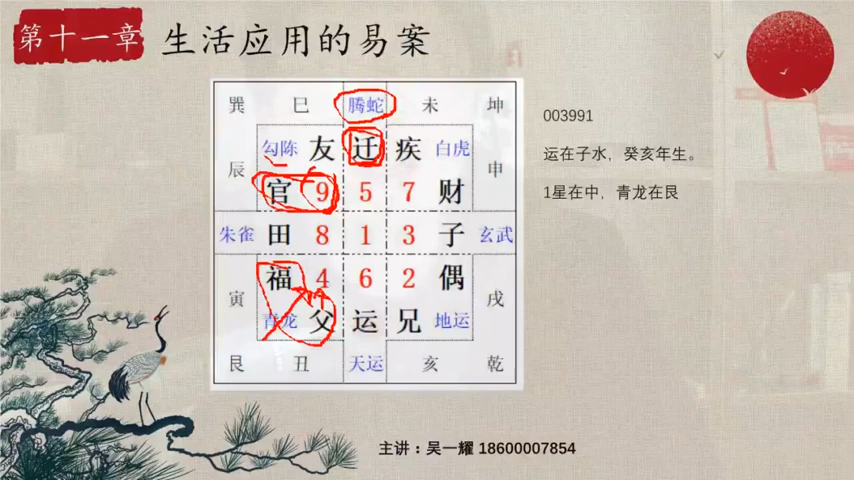 第十一章 生活应用的易案
巽 巳 腾蛇 未 坤
勾陈 友 迁 疾 白虎
辰 申
官 9 5 7 财
朱雀 田 8 1 3 子 玄武
福 4 6 2 偶
寅 戌
青龙 父 运 兄 地运
艮 丑 天运 亥 乾
003991
运在子水，癸亥年生。
1星在中，青龙在艮
主讲：吴一耀 18600007854